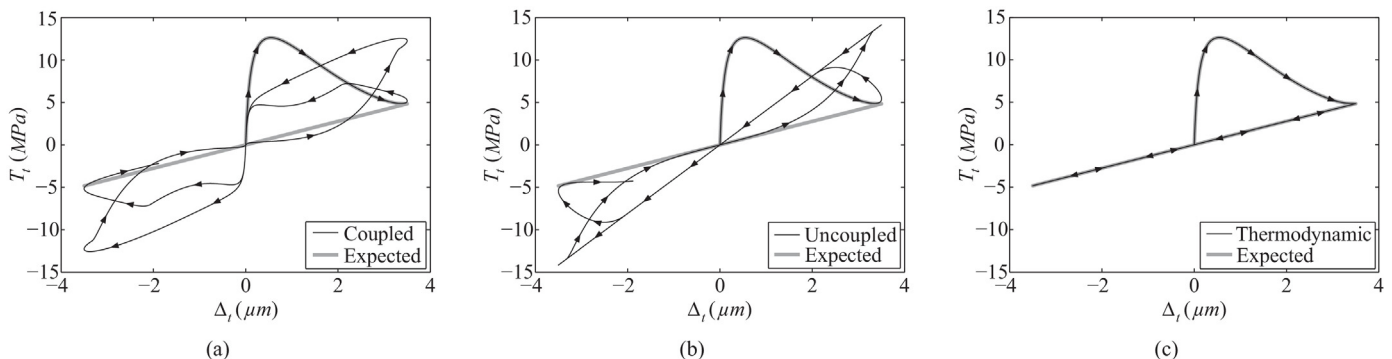 15
10
5
0
−5
−10
−15
−4
−2
0
2
4
T_t (MPa)
Δ_t (μm)
Coupled
Expected
(a)
15
10
5
0
−5
−10
−15
−4
−2
0
2
4
T_t (MPa)
Δ_t (μm)
Uncoupled
Expected
(b)
15
10
5
0
−5
−10
−15
−4
−2
0
2
4
T_t (MPa)
Δ_t (μm)
Thermodynamic
Expected
(c)